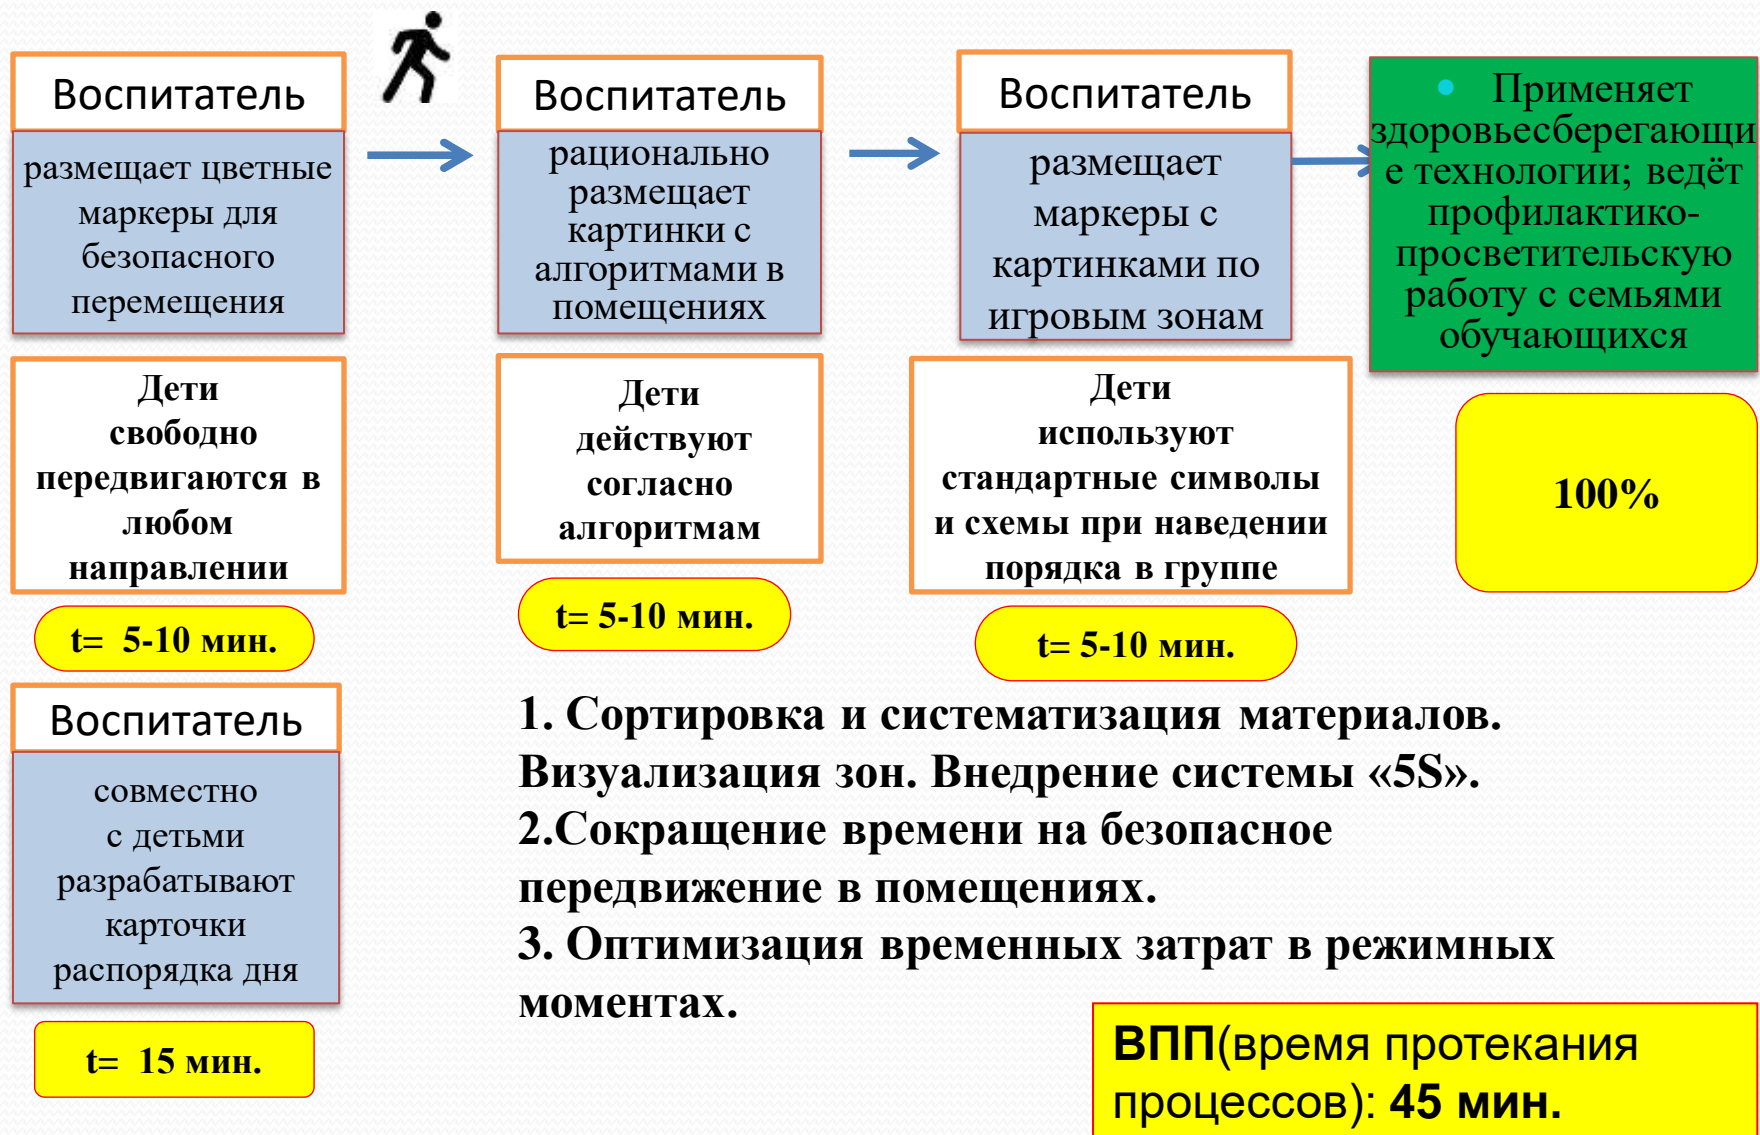 Воспитатель
размещает цветные
маркеры для
безопасного
перемещения
Дети
свободно
передвигаются в
любом
направлении
t=  5-10 мин.
Воспитатель
рационально
размещает
картинки с
алгоритмами в
помещениях
Дети
действуют
согласно
алгоритмам
t= 5-10 мин.
Воспитатель
размещает
маркеры с
картинками по
игровым зонам
Дети
используют
стандартные символы
и схемы при наведении
порядка в группе
t= 5-10 мин.
• Применяет
здоровьесберегающи
е технологии; ведёт
профилактико-
просветительскую
работу с семьями
обучающихся
100%
Воспитатель
совместно
с детьми
разрабатывают
карточки
распорядка дня
t=  15 мин.
1. Сортировка и систематизация материалов.
Визуализация зон. Внедрение системы «5S».
2.Сокращение времени на безопасное
передвижение в помещениях.
3. Оптимизация временных затрат в режимных
моментах.
ВПП(время протекания
процессов): 45 мин.